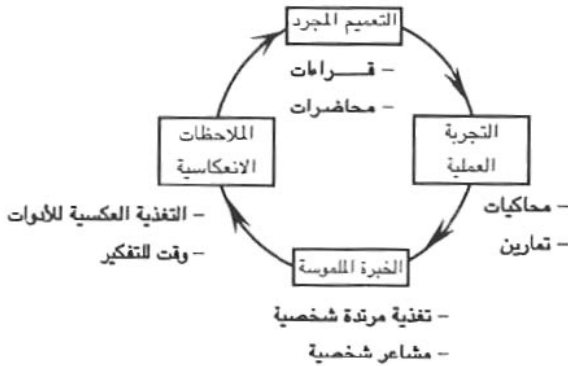 التعميم المجرد
– قــــراءات
– محاضرات
التجربة
العملية
– محاكيات
– تمارين
الخبرة الملموسة
– تغذية مرتدة شخصية
– مشاعر شخصية
الملاحظات
الانعكاسية
– التغذية العكسية للأدوات
– وقت للتفكير